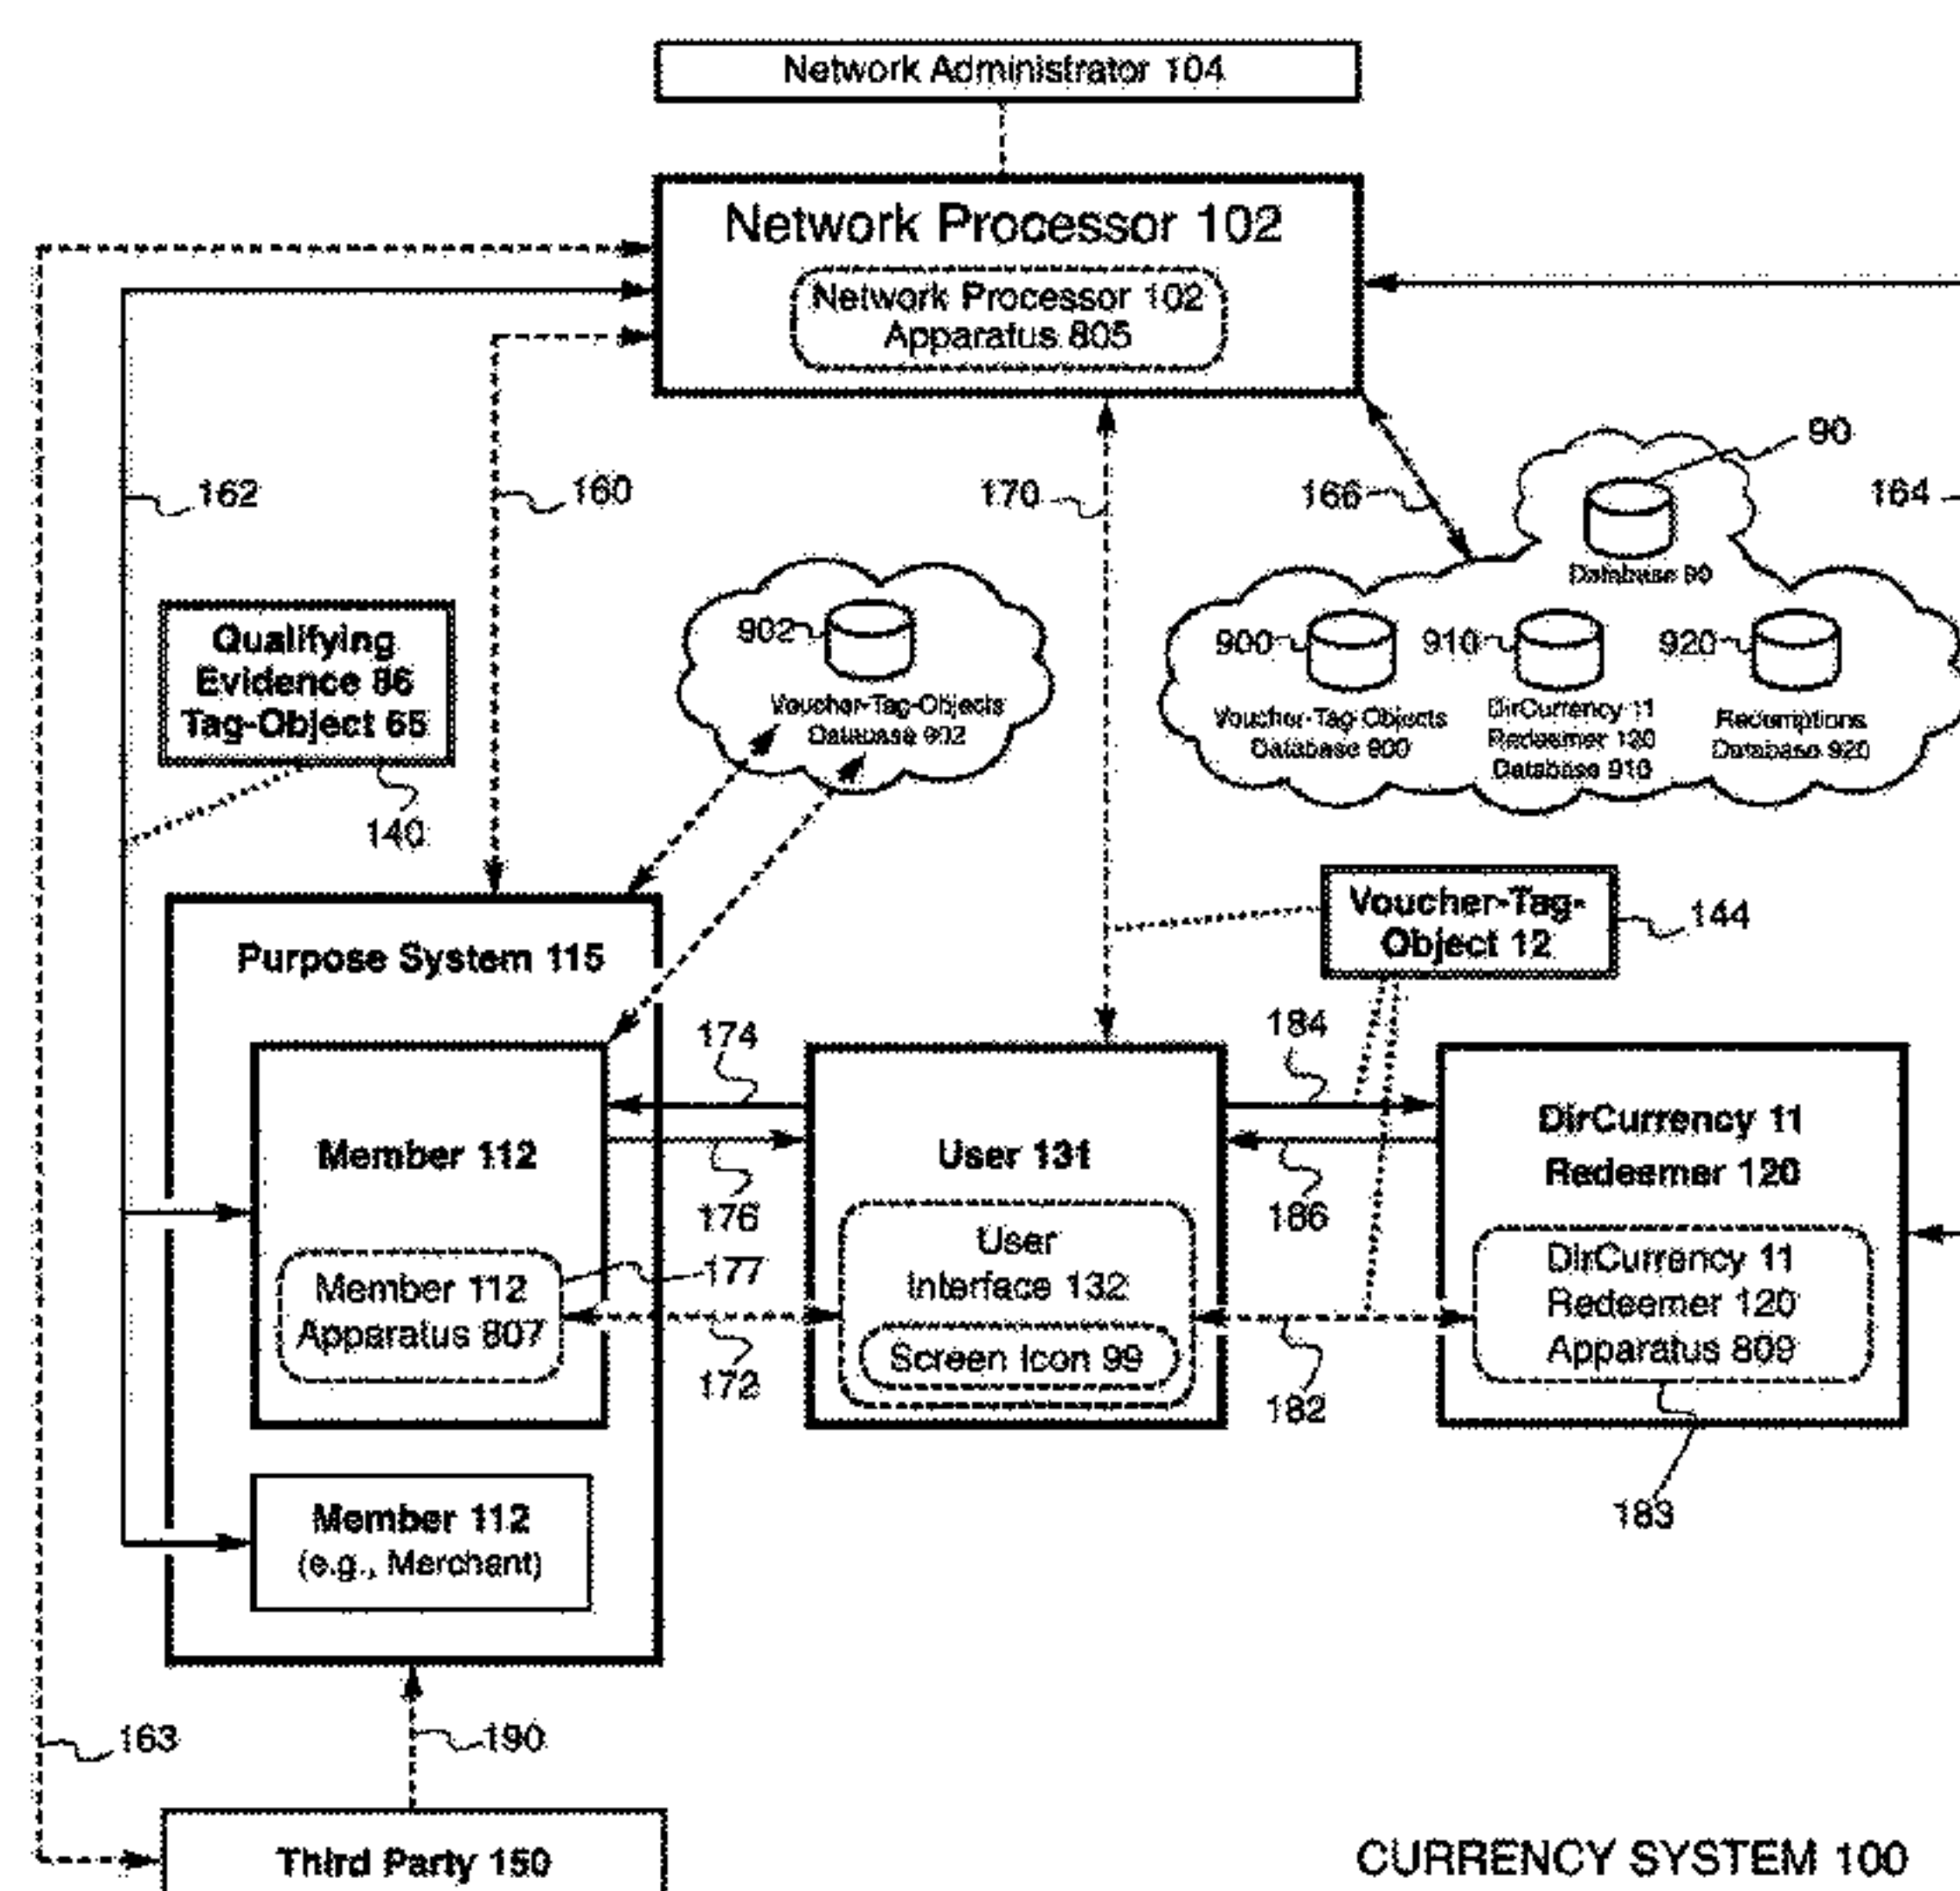 Network Administrator 104
Network Processor 102
Network Processor 102
Apparatus 805
90
162
160
170
166
164
Database 90
902
900
910
920
Qualifying
Evidence 86
Tag-Object 65
Voucher-Tag-Objects
Database 902
Voucher-Tag-Objects
Database 900
DirCurrency 11
Redeemer 120
Database 910
Redemptions
Database 920
140
Voucher-Tag-
Object 12
144
Purpose System 115
174
184
Member 112
User 131
DirCurrency 11
Redeemer 120
176
186
177
Member 112
Apparatus 807
User
Interface 132
Screen Icon 99
DirCurrency 11
Redeemer 120
Apparatus 809
172
182
183
Member 112
(e.g., Merchant)
163
190
Third Party 150
CURRENCY SYSTEM 100